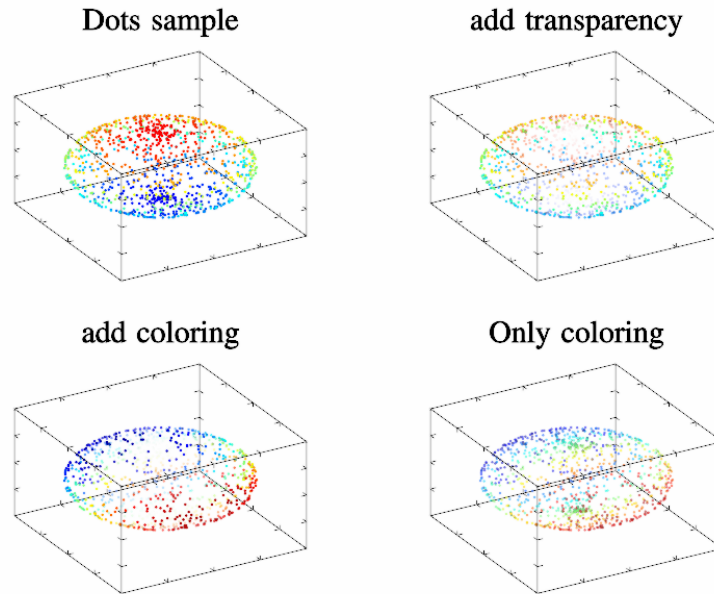 Dots sample
add transparency
add coloring
Only coloring